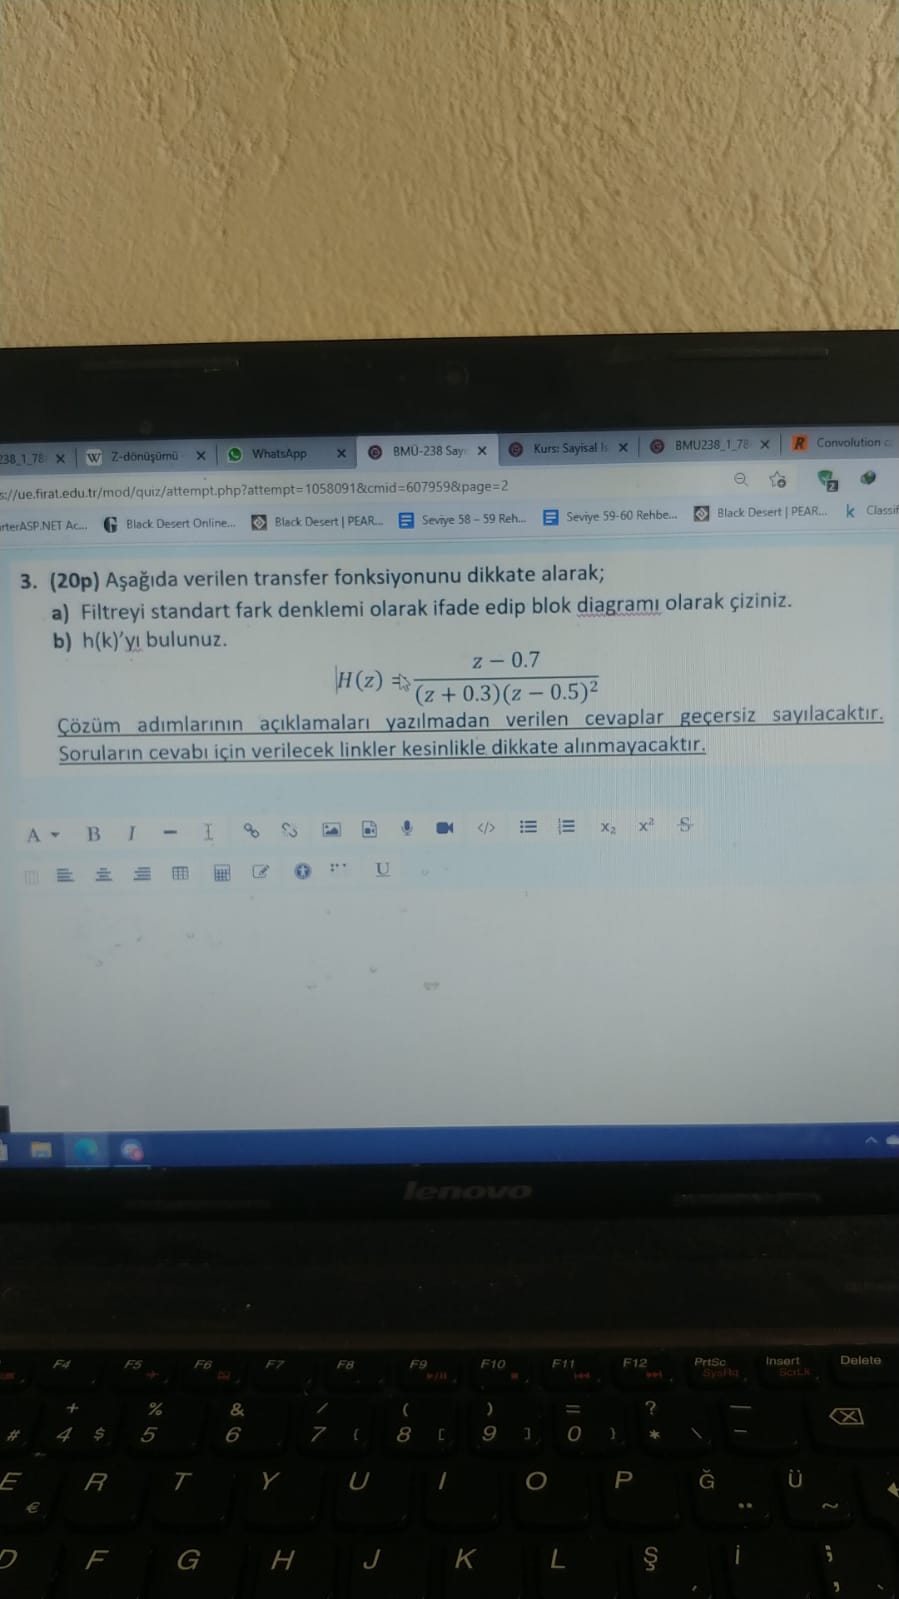 238_1_78 × W Z-dönüşümü × WhatsApp × BMÜ-238 Sayı × Kurs: Sayisal İs × BMU238_1_78 × R Convolution
s://ue.firat.edu.tr/mod/quiz/attempt.php?attempt=1058091&cmid=607959&page=2
2
rterASP.NET Ac... Black Desert Online... Black Desert | PEAR... Seviye 58 – 59 Reh... Seviye 59-60 Rehbe... Black Desert | PEAR... k Classif
3. (20p) Aşağıda verilen transfer fonksiyonunu dikkate alarak;
a) Filtreyi standart fark denklemi olarak ifade edip blok diagramı olarak çiziniz.
b) h(k)’yı bulunuz.
H(z) = \frac{z − 0.7}{(z + 0.3)(z − 0.5)²}
Çözüm adımlarının açıklamaları yazılmadan verilen cevaplar geçersiz sayılacaktır.
Soruların cevabı için verilecek linkler kesinlikle dikkate alınmayacaktır.
A B I </> x₂ x² S
U
lenovo
F4 F5 F6 F7 F8 F9 F10 F11 F12 PrtSc Insert Delete
SysRq ScrLk
+ % & / ( ) = ? _
# 4 $ 5 6 7 { 8 [ 9 ] 0 } * \ -
E R T Y U I O P Ğ Ü
€ ¨ ~
D F G H J K L Ş İ ;
,